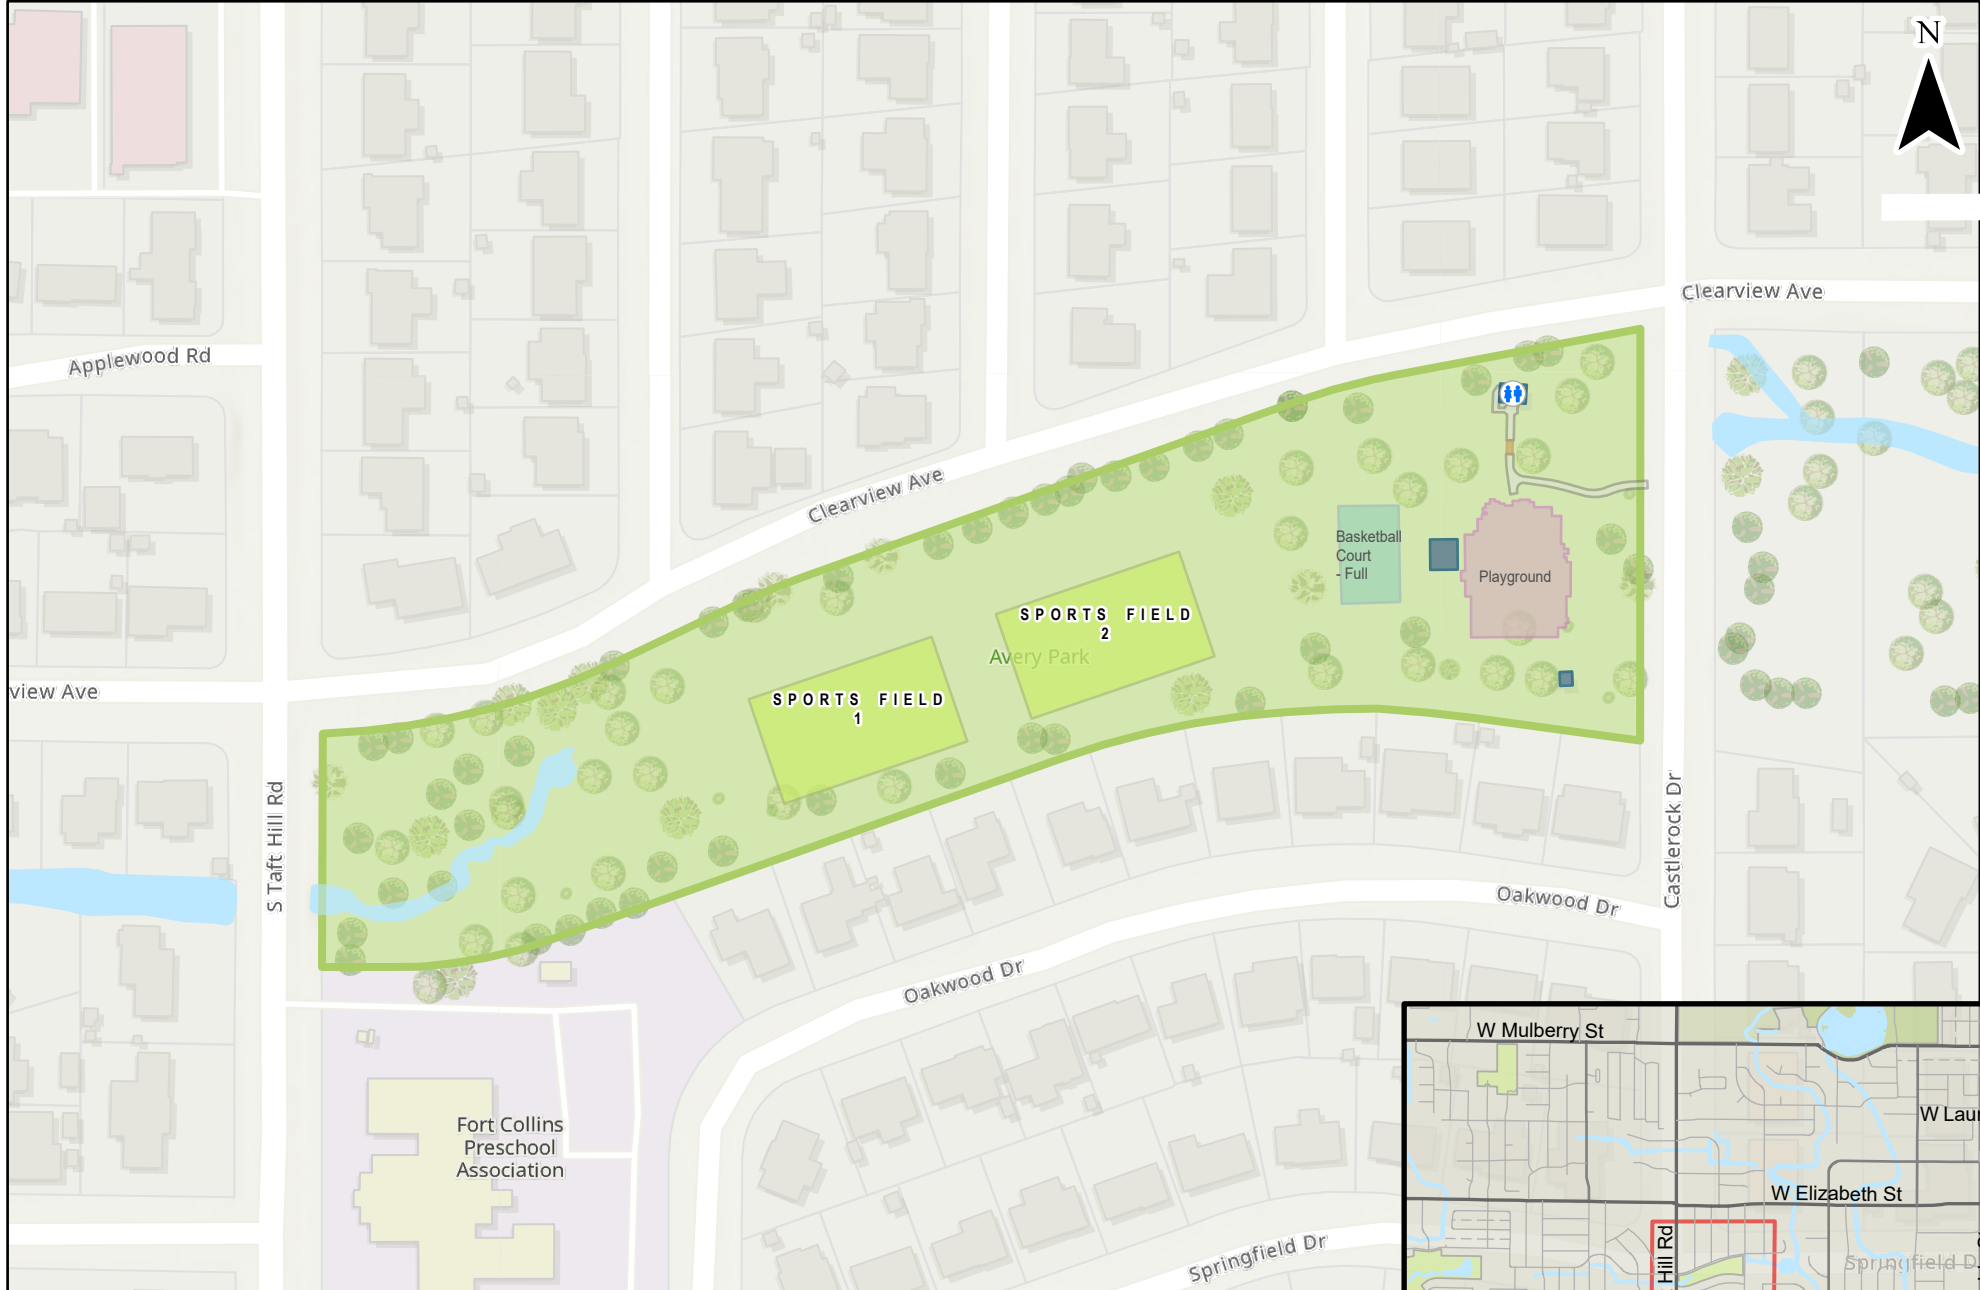 N
Clearview Ave
Applewood Rd
Clearview Ave
Basketball
Court
- Full
Playground
SPORTS FIELD
2
Avery Park
SPORTS FIELD
1
view Ave
S Taft Hill Rd
Castlerock Dr
Oakwood Dr
Oakwood Dr
Fort Collins
Preschool
Association
Springfield Dr
W Mulberry St
W Laur
W Elizabeth St
Hill Rd
Springfield D